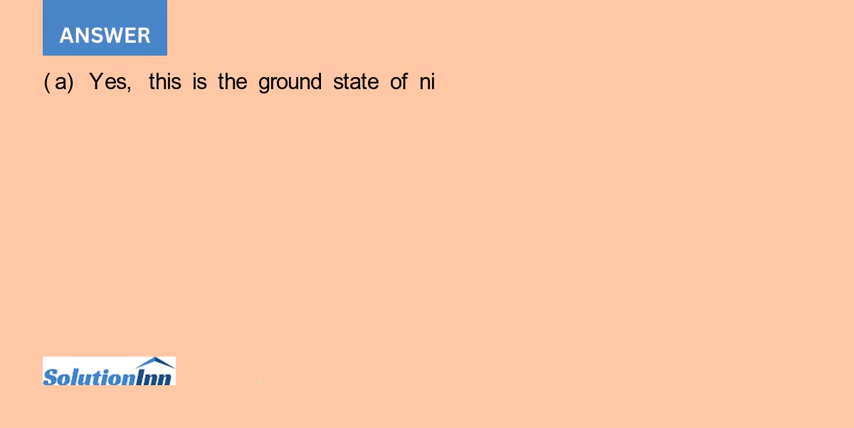 ANSWER
(a) Yes, this is the ground state of ni
SolutionInn